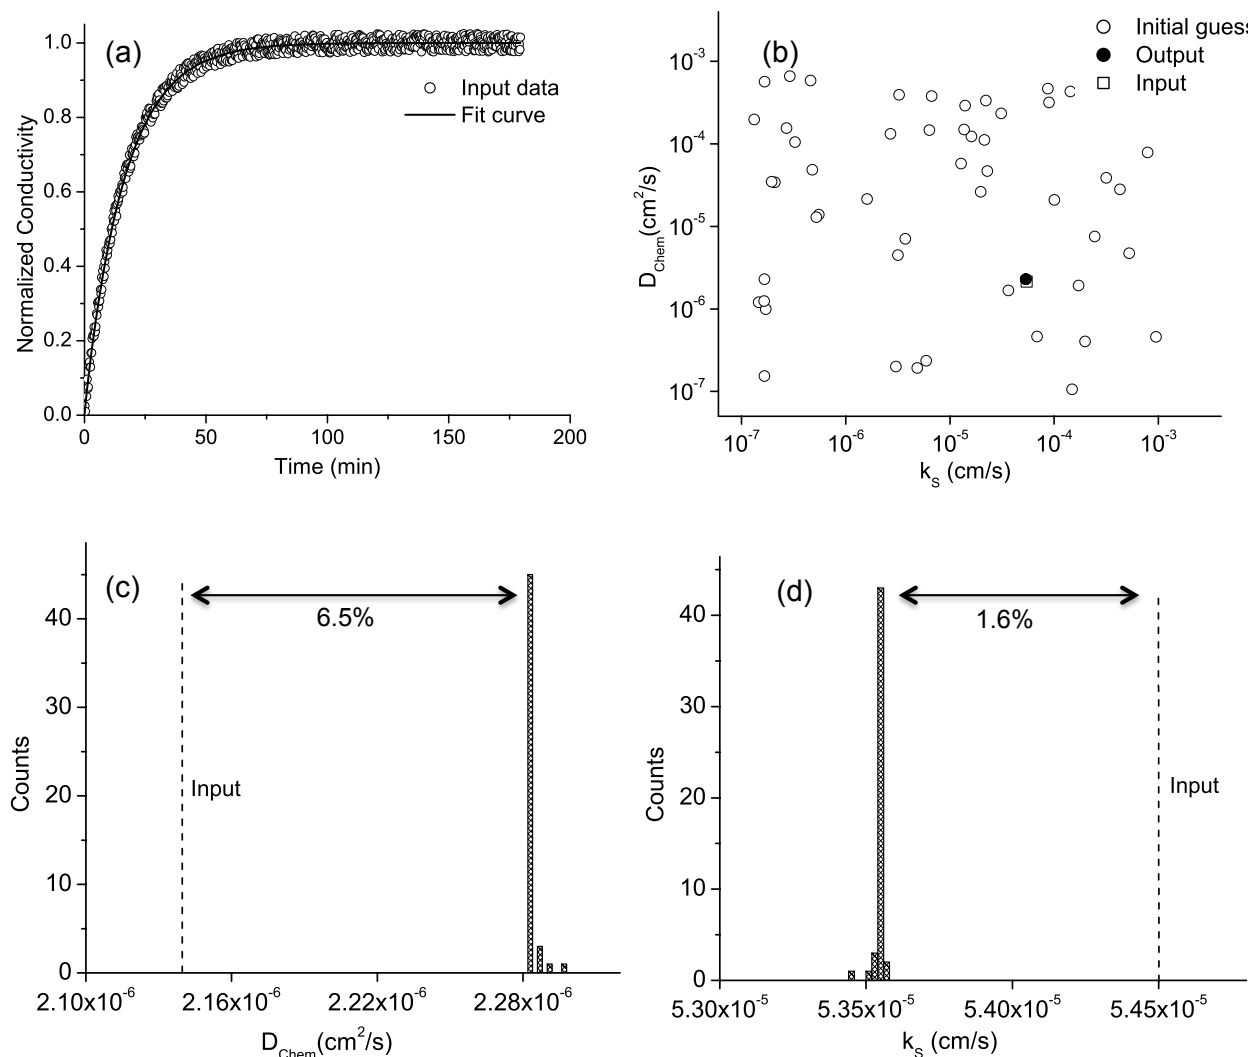 (a)
Input data
Fit curve
Normalized Conductivity
1.0
0.8
0.6
0.4
0.2
0.0
0 50 100 150 200
Time (min)
(b)
Initial guess
Output
Input
D_Chem(cm²/s)
10⁻³
10⁻⁴
10⁻⁵
10⁻⁶
10⁻⁷
10⁻⁷ 10⁻⁶ 10⁻⁵ 10⁻⁴ 10⁻³
k_S (cm/s)
(c)
6.5%
Input
Counts
40
30
20
10
0
2.10x10⁻⁶ 2.16x10⁻⁶ 2.22x10⁻⁶ 2.28x10⁻⁶
D_Chem(cm²/s)
(d)
1.6%
Input
Counts
40
30
20
10
0
5.30x10⁻⁵ 5.35x10⁻⁵ 5.40x10⁻⁵ 5.45x10⁻⁵
k_S (cm/s)